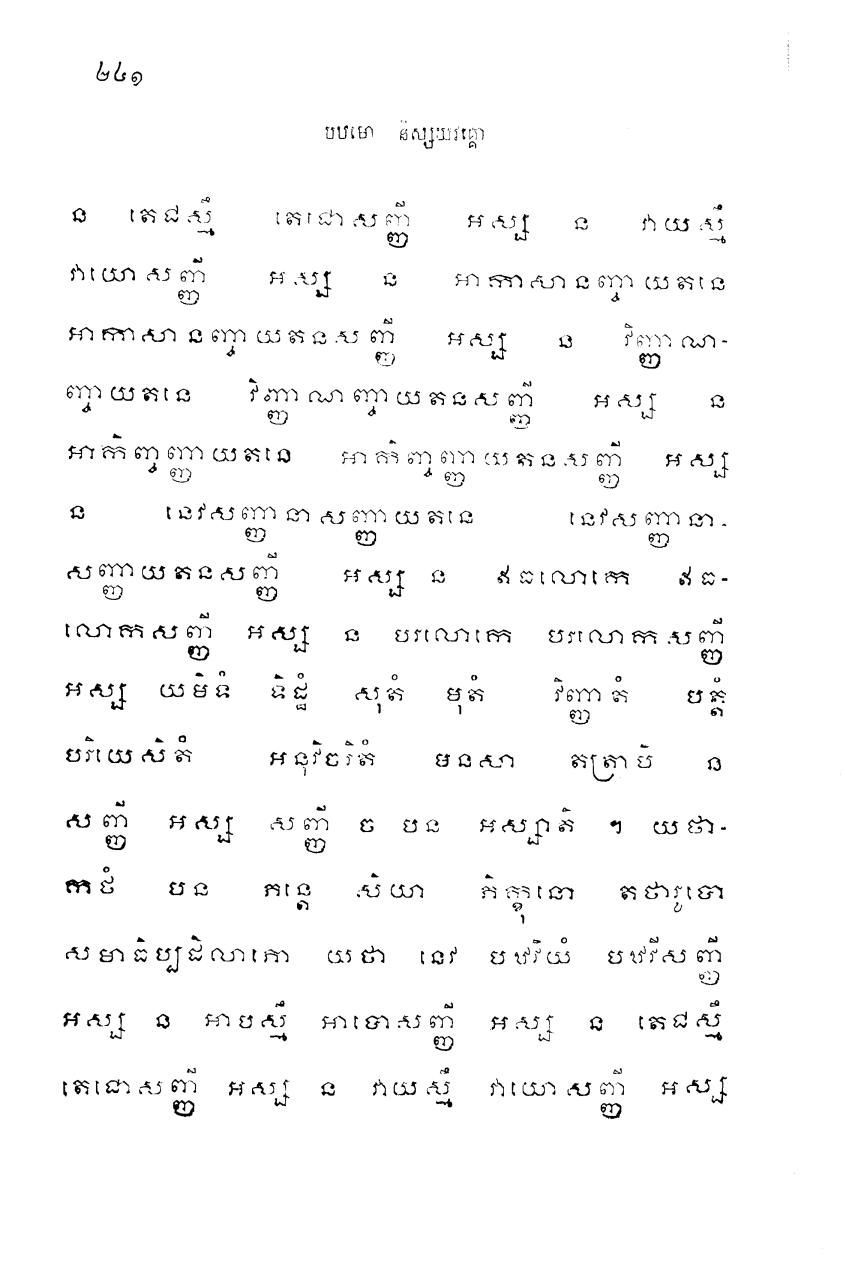 ២៤១
បឋមោ និស្សយវគ្គោ
ន តេជស្មឹ តេជោសញ្ញី អស្ស ន វាយស្មឹ
វាយោសញ្ញី អស្ស ន អាកាសានញ្ចាយតនេ
អាកាសានញ្ចាយតនសញ្ញី អស្ស ន វិញ្ញាណ-
ញ្ចាយតនេ វិញ្ញាណញ្ចាយតនសញ្ញី អស្ស ន
អាកិញ្ចញ្ញាយតនេ អាកិញ្ចញ្ញាយតនសញ្ញី អស្ស
ន នេវសញ្ញានាសញ្ញាយតនេ នេវសញ្ញានា-
សញ្ញាយតនសញ្ញី អស្ស ន ឥធលោកេ ឥធ-
លោកសញ្ញី អស្ស ន បរលោកេ បរលោកសញ្ញី
អស្ស យមិទំ ទិដ្ឋំ សុតំ មុតំ វិញ្ញាតំ បត្តំ
បរិយេសិតំ អនុវិចរិតំ មនសា តត្រាបិ ន
សញ្ញី អស្ស សញ្ញី ច បន អស្សាតិ ។ យថា-
កថំ បន ភន្តេ សិយា ភិក្ខុនោ តថារូបោ
សមាធិប្បដិលាភោ យថា នេវ បឋវិយំ បឋវីសញ្ញី
អស្ស ន អាបស្មឹ អាបោសញ្ញី អស្ស ន តេជស្មឹ
តេជោសញ្ញី អស្ស ន វាយស្មឹ វាយោសញ្ញី អស្ស